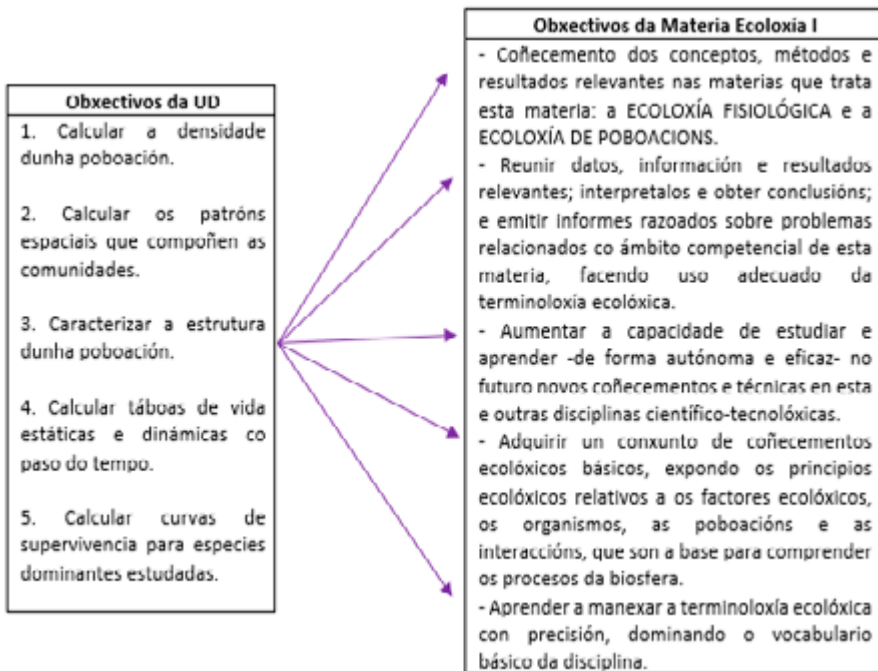 Obxectivos da UD
1. Calcular a densidade
dunha poboación.
2. Calcular os patróns
espaciais que compoñen as
comunidades.
3. Caracterizar a estrutura
dunha poboación.
4. Calcular táboas de vida
estáticas e dinámicas co
paso do tempo.
5. Calcular curvas de
supervivencia para especies
dominantes estudadas.
Obxectivos da Materia Ecoloxía I
- Coñecemento dos conceptos, métodos e
resultados relevantes nas materias que trata
esta materia: a ECOLOXÍA FISIOLÓGICA e a
ECOLOXÍA DE POBOACIONS.
- Reunir datos, información e resultados
relevantes; interpretalos e obter conclusións;
e emitir informes razoados sobre problemas
relacionados co ámbito competencial de esta
materia, facendo uso adecuado da
terminoloxía ecolóxica.
- Aumentar a capacidade de estudiar e
aprender -de forma autónoma e eficaz- no
futuro novos coñecementos e técnicas en esta
e outras disciplinas científico-tecnolóxicas.
- Adquirir un conxunto de coñecementos
ecolóxicos básicos, expondo os principios
ecolóxicos relativos a os factores ecolóxicos,
os organismos, as poboacións e as
interaccións, que son a base para comprender
os procesos da biosfera.
- Aprender a manexar a terminoloxía ecolóxica
con precisión, dominando o vocabulario
básico da disciplina.